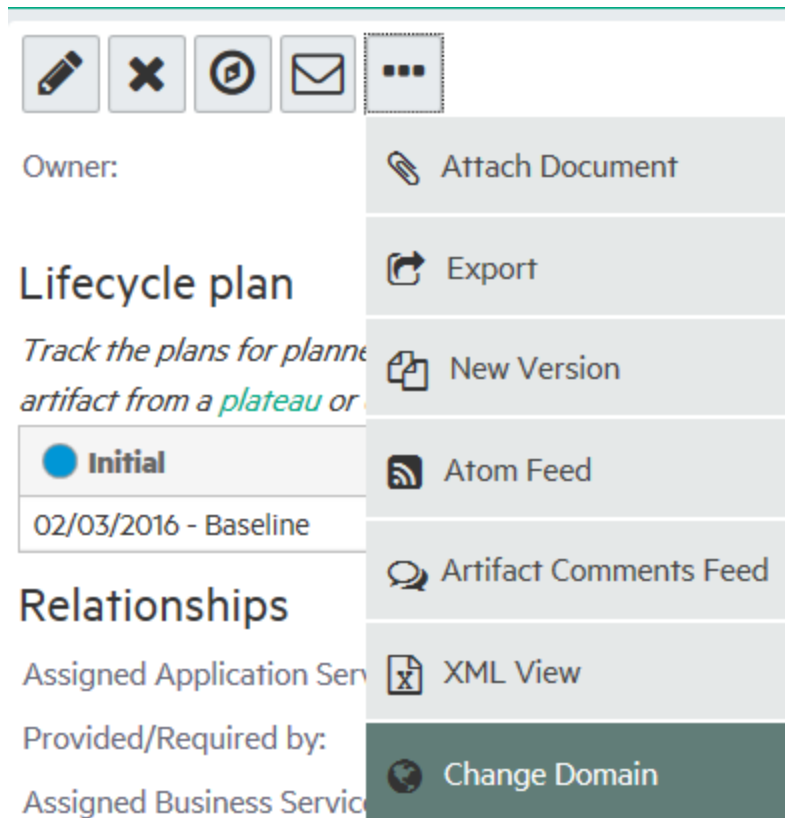 Owner:
Lifecycle plan
Track the plans for planne
artifact from a plateau or
Initial
02/03/2016 - Baseline
Relationships
Assigned Application Serv
Provided/Required by:
Assigned Business Servic
Attach Document
Export
New Version
Atom Feed
Artifact Comments Feed
XML View
Change Domain